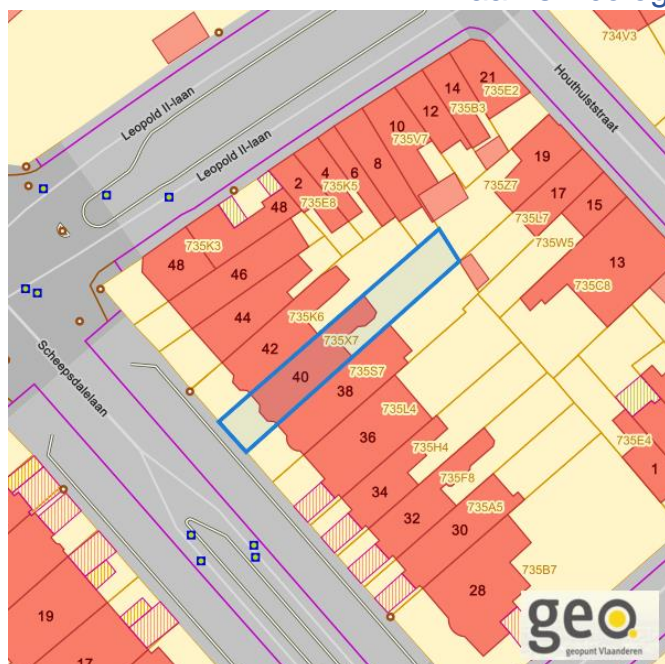 734V3
Leopold II-laan
Leopold II-laan
Houthulststraat
21
14
735E2
12
735B3
10
735V7
6
8
4
735K5
2
735E8
48
19
735Z7
17
15
735L7
735W5
13
735C8
735K3
48
46
44
735K6
42
735X7
40
38
735S7
Scheepsdalelaan
36
735L4
735H4
34
735F8
32
735A5
30
28
735B7
735E4
1
19
17
geo.
geopunt Vlaanderen